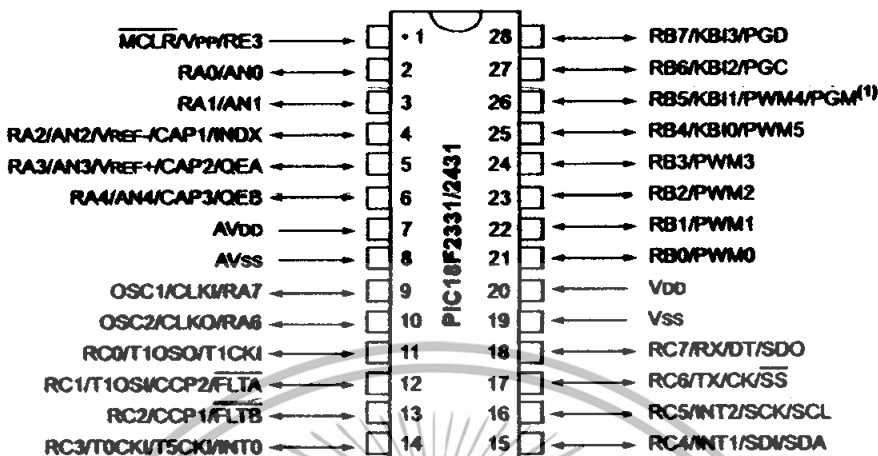 MCLR/VPP/RE3
RA0/AN0
RA1/AN1
RA2/AN2/VREF-/CAP1/INDX
RA3/AN3/VREF+/CAP2/QEA
RA4/AN4/CAP3/QEB
AVDD
AVSS
OSC1/CLKI/RA7
OSC2/CLKO/RA6
RC0/T1OSO/T1CKI
RC1/T1OSI/CCP2/FLTA
RC2/CCP1/FLTB
RC3/T0CKI/T5CKI/INT0
• 1
2
3
4
5
6
7
8
9
10
11
12
13
14
PIC18F2331/2431
28
27
26
25
24
23
22
21
20
19
18
17
16
15
RB7/KBI3/PGD
RB6/KBI2/PGC
RB5/KBI1/PWM4/PGM(1)
RB4/KBI0/PWM5
RB3/PWM3
RB2/PWM2
RB1/PWM1
RB0/PWM0
VDD
VSS
RC7/RX/DT/SDO
RC6/TX/CK/SS
RC5/INT2/SCK/SCL
RC4/INT1/SDI/SDA